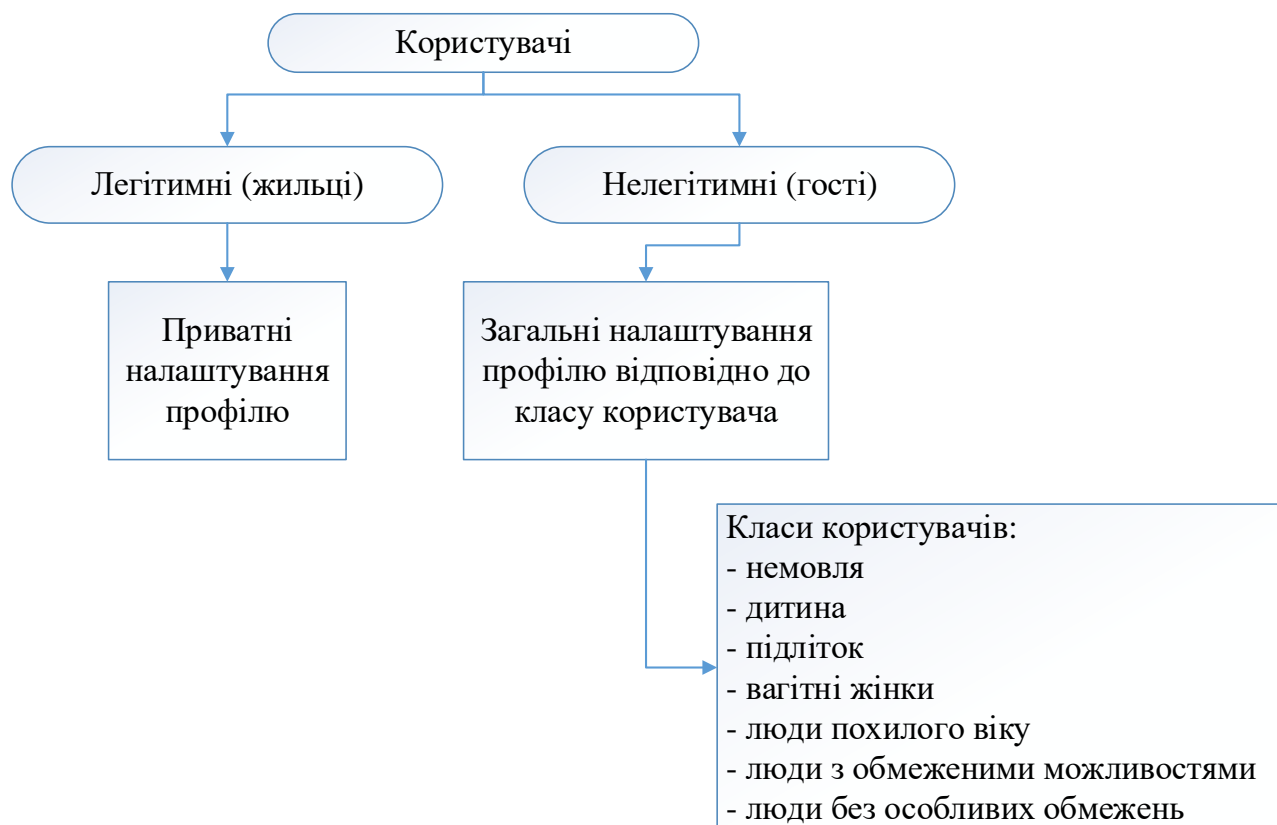 Користувачі
Легітимні (жильці)
Нелегітимні (гості)
Приватні
налаштування
профілю
Загальні налаштування
профілю відповідно до
класу користувача
Класи користувачів:
- немовля
- дитина
- підліток
- вагітні жінки
- люди похилого віку
- люди з обмеженими можливостями
- люди без особливих обмежень